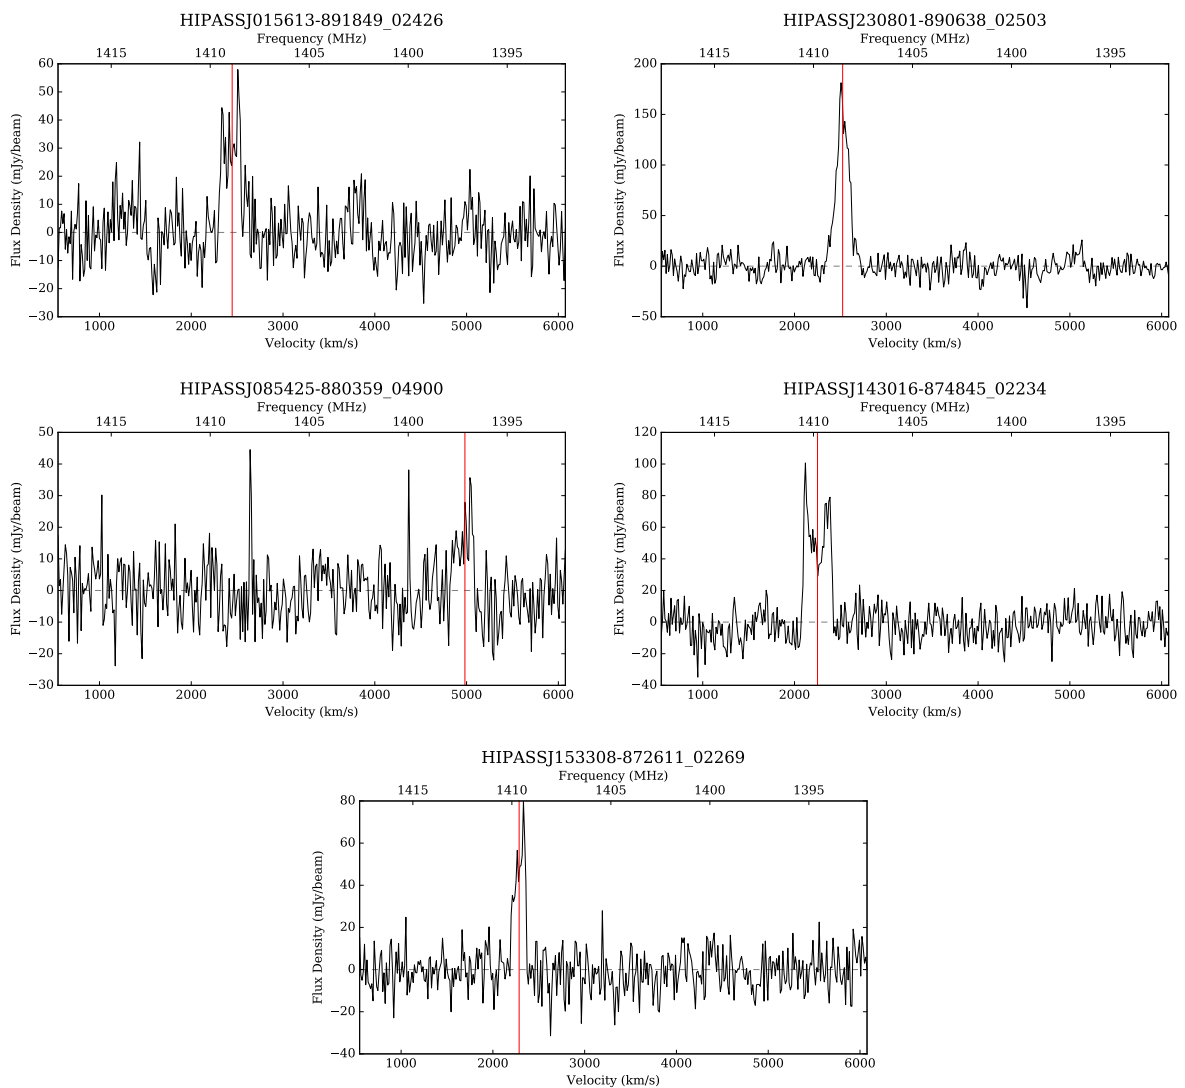 HIPASSJ015613-891849_02426
Frequency (MHz)
1415 1410 1405 1400 1395
60
50
40
30
20
10
0
−10
−20
−30
Flux Density (mJy/beam)
1000 2000 3000 4000 5000 6000
Velocity (km/s)
HIPASSJ230801-890638_02503
Frequency (MHz)
1415 1410 1405 1400 1395
200
150
100
50
0
−50
Flux Density (mJy/beam)
1000 2000 3000 4000 5000 6000
Velocity (km/s)
HIPASSJ085425-880359_04900
Frequency (MHz)
1415 1410 1405 1400 1395
50
40
30
20
10
0
−10
−20
−30
Flux Density (mJy/beam)
1000 2000 3000 4000 5000 6000
Velocity (km/s)
HIPASSJ143016-874845_02234
Frequency (MHz)
1415 1410 1405 1400 1395
120
100
80
60
40
20
0
−20
−40
Flux Density (mJy/beam)
1000 2000 3000 4000 5000 6000
Velocity (km/s)
HIPASSJ153308-872611_02269
Frequency (MHz)
1415 1410 1405 1400 1395
80
60
40
20
0
−20
−40
Flux Density (mJy/beam)
1000 2000 3000 4000 5000 6000
Velocity (km/s)